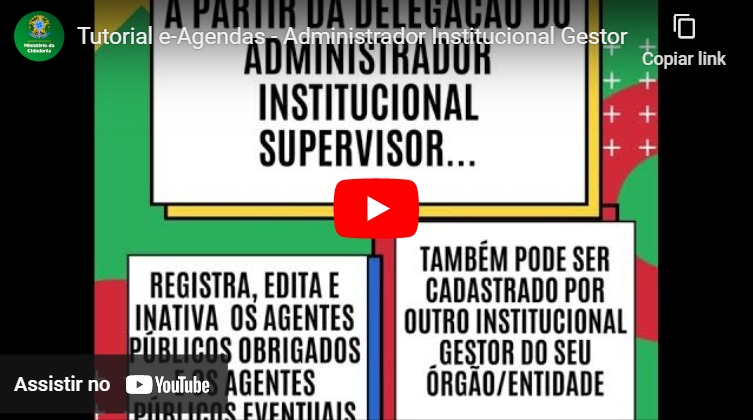 A PARTIR DA DELEGAÇÃO DO
Tutorial e-Agendas - Administrador Institucional Gestor
Copiar link
Ministério da
Cidadania
ADMINISTRADOR
INSTITUCIONAL
SUPERVISOR...
REGISTRA, EDITA E
INATIVA OS AGENTES
PÚBLICOS OBRIGADOS
E OS AGENTES
PÚBLICOS EVENTUAIS
TAMBÉM PODE SER
CADASTRADO POR
OUTRO INSTITUCIONAL
GESTOR DO SEU
ÓRGÃO/ENTIDADE
Assistir no YouTube